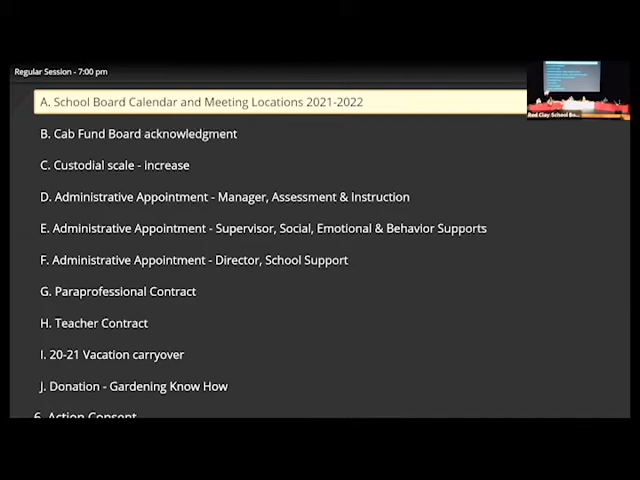 Regular Session - 7:00 pm
A. School Board Calendar and Meeting Locations 2021-2022
B. Cab Fund Board acknowledgment
C. Custodial scale - increase
D. Administrative Appointment - Manager, Assessment & Instruction
E. Administrative Appointment - Supervisor, Social, Emotional & Behavior Supports
F. Administrative Appointment - Director, School Support
G. Paraprofessional Contract
H. Teacher Contract
I. 20-21 Vacation carryover
J. Donation - Gardening Know How
6. Action Consent
Red Clay School Bo...